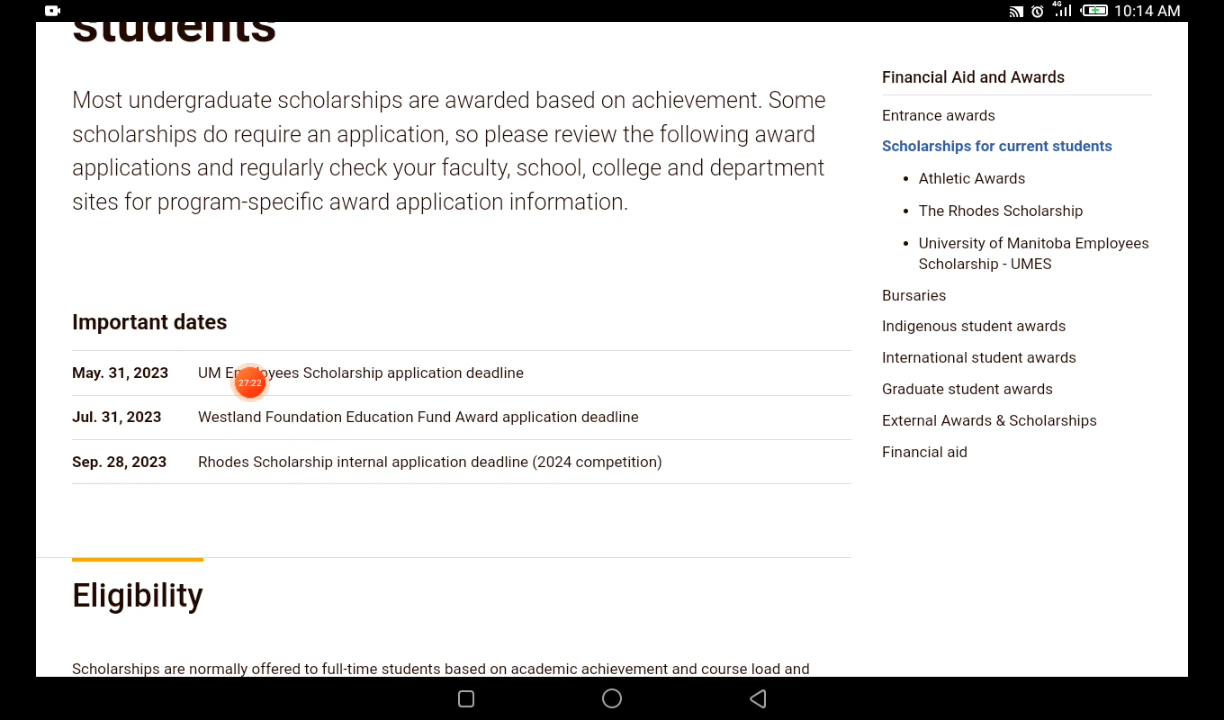 4G 10:14 AM
students
Most undergraduate scholarships are awarded based on achievement. Some
scholarships do require an application, so please review the following award
applications and regularly check your faculty, school, college and department
sites for program-specific award application information.
Important dates
May. 31, 2023 UM Employees Scholarship application deadline
27:22
Jul. 31, 2023 Westland Foundation Education Fund Award application deadline
Sep. 28, 2023 Rhodes Scholarship internal application deadline (2024 competition)
Eligibility
Scholarships are normally offered to full-time students based on academic achievement and course load and
Financial Aid and Awards
Entrance awards
Scholarships for current students
• Athletic Awards
• The Rhodes Scholarship
• University of Manitoba Employees
Scholarship - UMES
Bursaries
Indigenous student awards
International student awards
Graduate student awards
External Awards & Scholarships
Financial aid